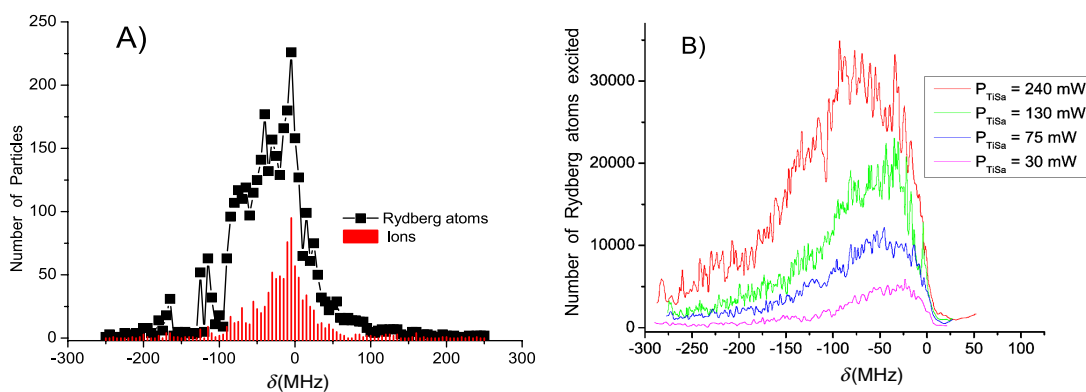 A)
250
200
150
100
50
0
Number of Particles
Rydberg atoms
Ions
-300
-200
-100
0
100
200
300
δ(MHz)
B)
30000
20000
10000
0
Number of Rydberg atoms excited
P_TiSa = 240 mW
P_TiSa = 130 mW
P_TiSa = 75 mW
P_TiSa = 30 mW
-300
-250
-200
-150
-100
-50
0
50
100
δ(MHz)